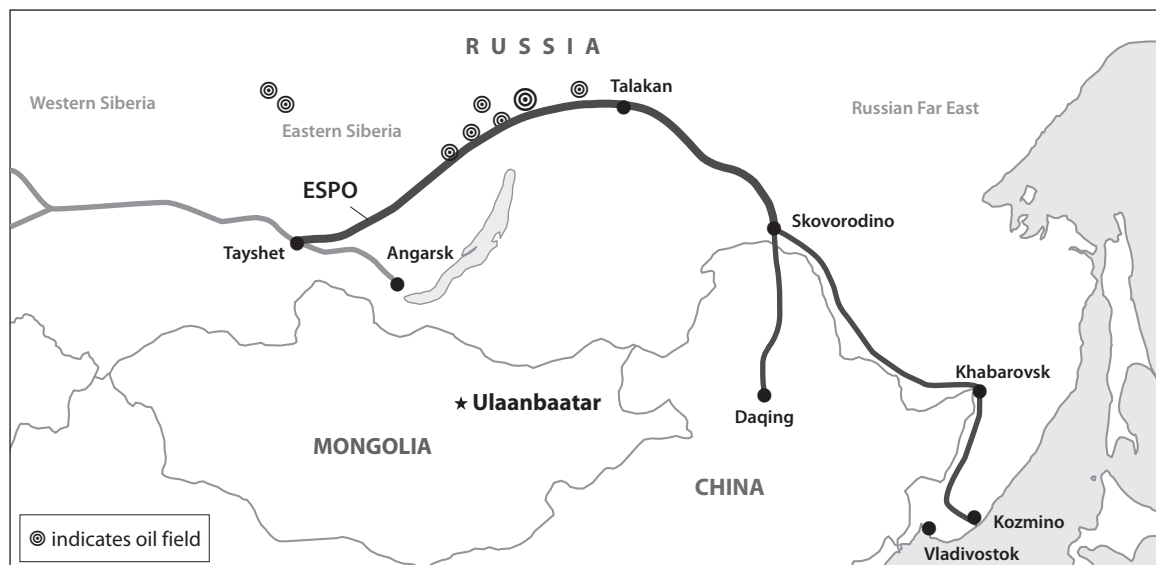 RUSSIA
Talakan
Western Siberia
Russian Far East
Eastern Siberia
ESPO
Skovorodino
Tayshet
Angarsk
Khabarovsk
Ulaanbaatar
Daqing
MONGOLIA
CHINA
Kozmino
indicates oil field
Vladivostok